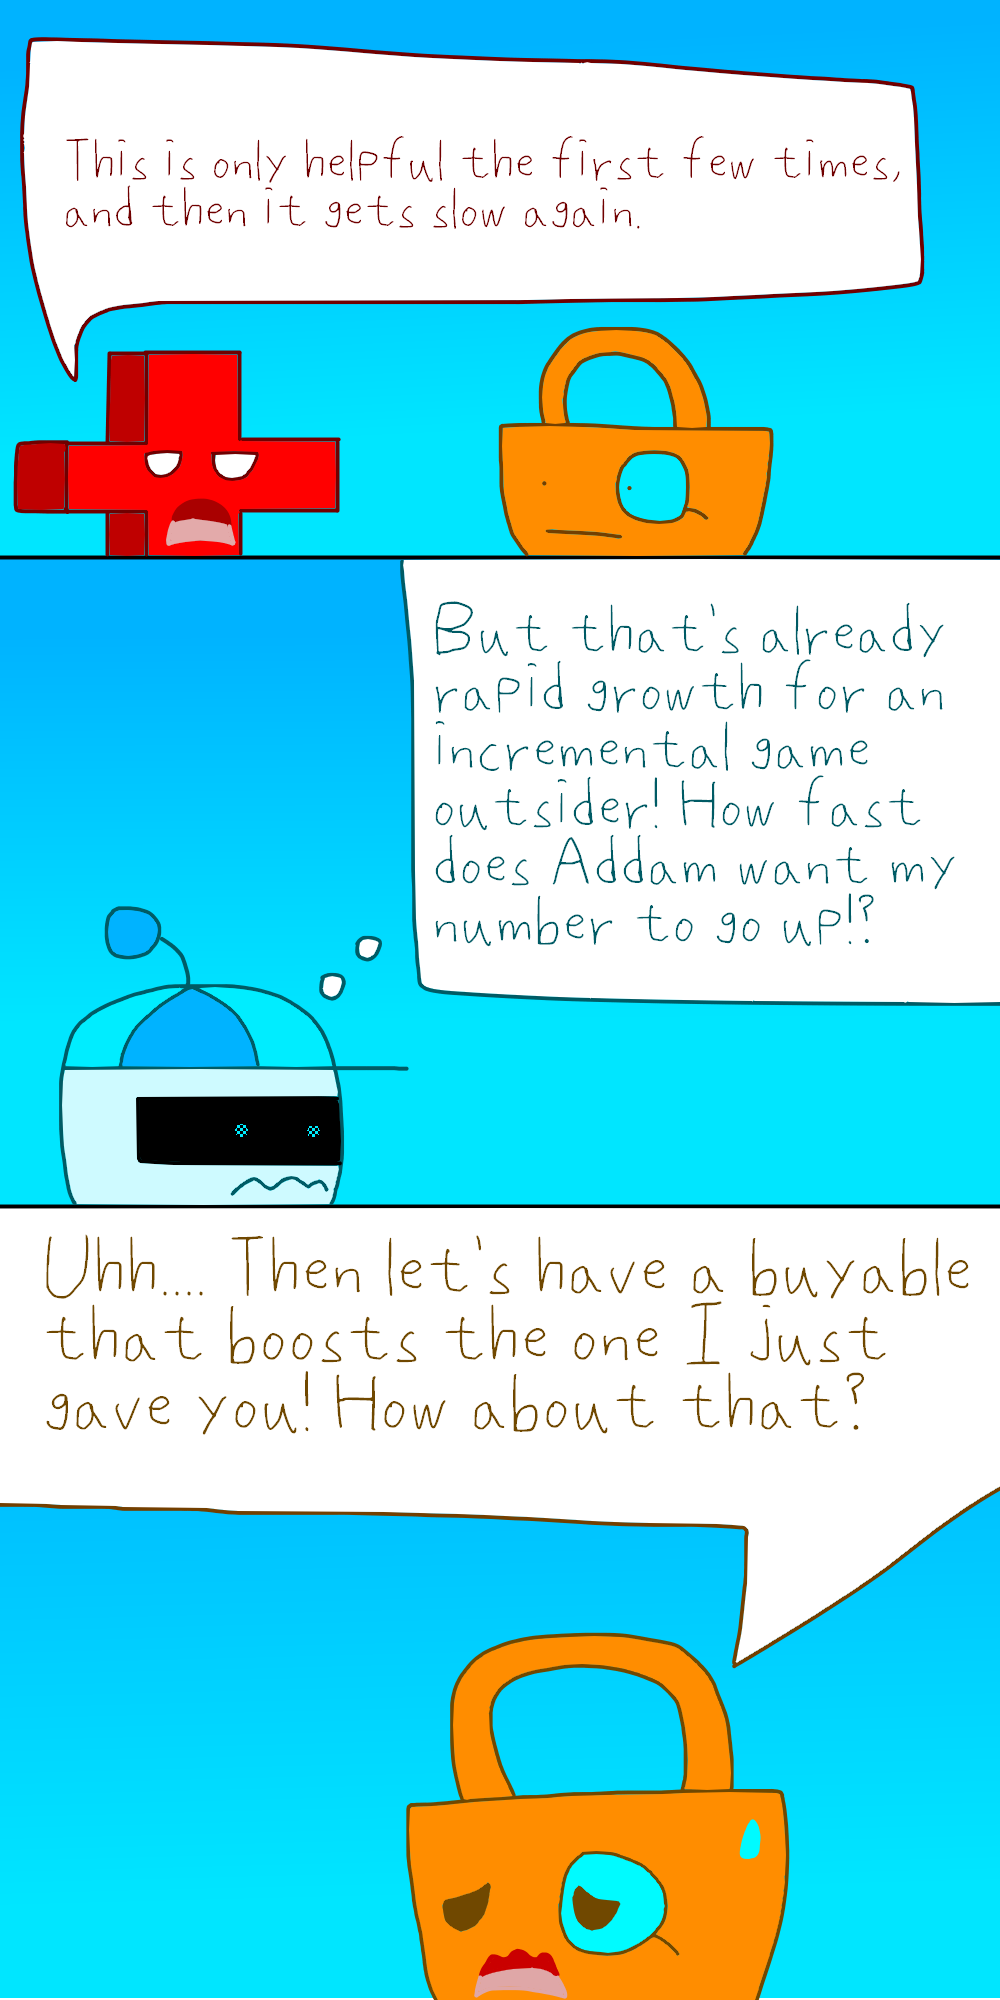 This is only helpful the first few times,
and then it gets slow again.
But that's already
rapid growth for an
incremental game
outsider! How fast
does Addam want my
number to go up!?
Uhh.... Then let's have a buyable
that boosts the one I just
gave you! How about that?